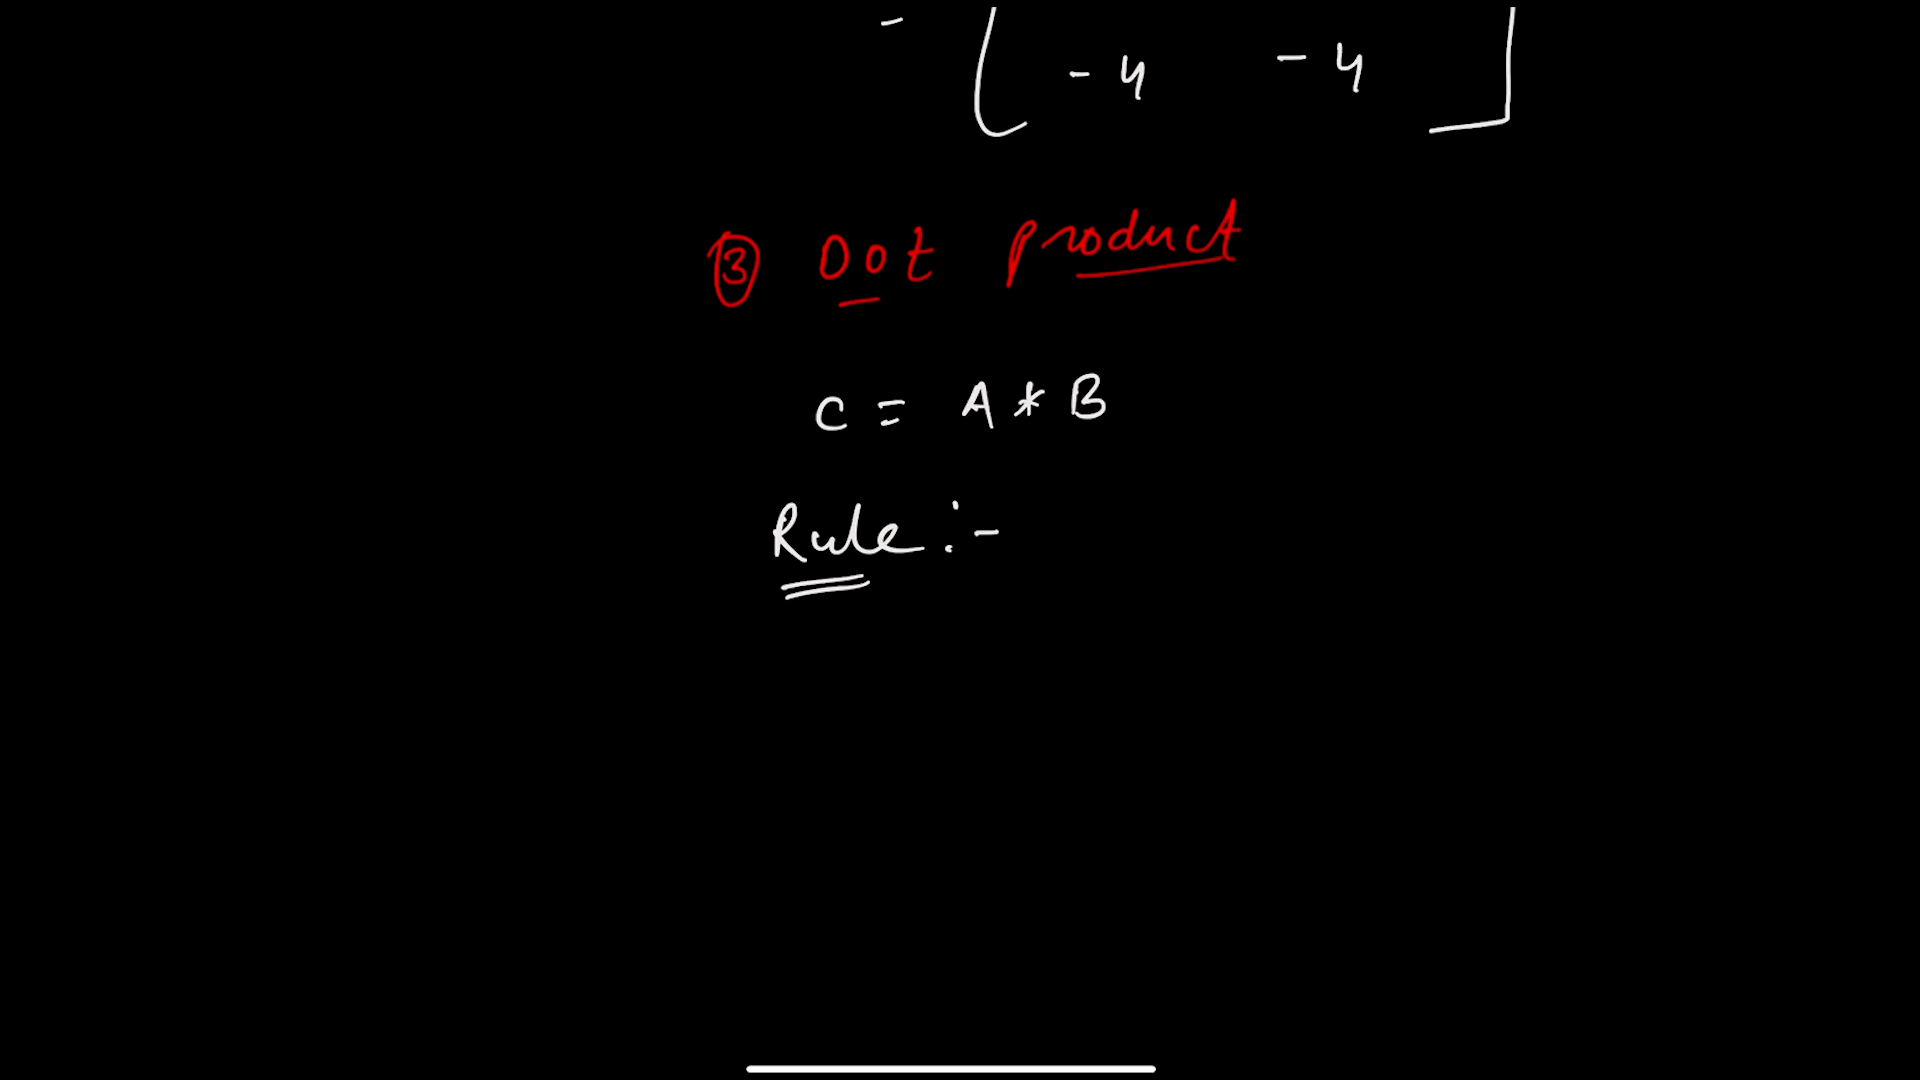 = [ -4 -4 ]
③ Dot product
C = A * B
Rule :-